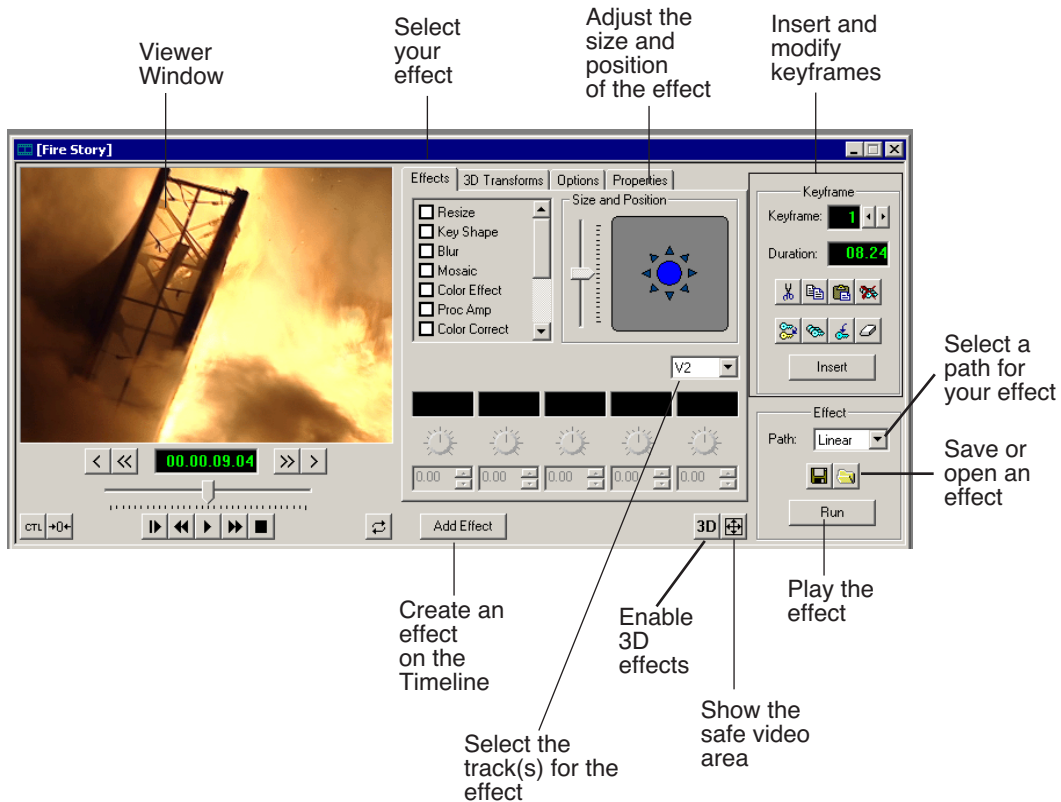 Viewer
Window
Select
your
effect
Adjust the
size and
position
of the effect
Insert and
modify
keyframes
[Fire Story]
Effects
3D Transforms
Options
Properties
Resize
Key Shape
Blur
Mosaic
Color Effect
Proc Amp
Color Correct
Size and Position
V2
0.00
0.00
0.00
0.00
0.00
Keyframe
Keyframe:
1
Duration:
08.24
Insert
Effect
Path:
Linear
Run
< <<
00.00.09.04
>> >
CTL
→0←
Add Effect
3D
Select a
path for
your effect
Save or
open an
effect
Play the
effect
Create an
effect
on the
Timeline
Enable
3D
effects
Show the
safe video
area
Select the
track(s) for the
effect